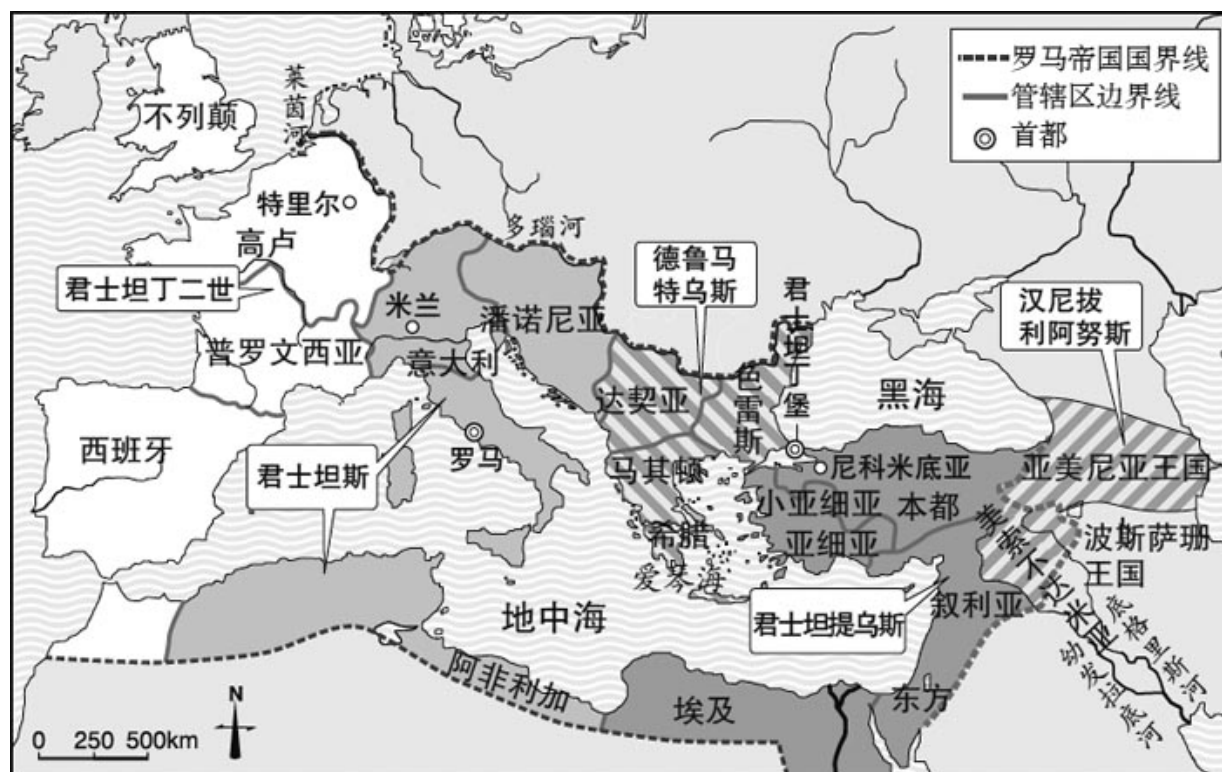 罗马帝国国界线
管辖区边界线
首都
莱茵河
不列颠
特里尔
高卢
君士坦丁二世
多瑙河
德鲁马
特乌斯
君士坦丁堡
汉尼拔
利阿努斯
米兰
潘诺尼亚
普罗文西亚
意大利
达契亚
色雷斯
黑海
西班牙
罗马
君士坦斯
马其顿
尼科米底亚
亚美尼亚王国
小亚细亚
本都
希腊
亚细亚
美索不达米亚
波斯萨珊
王国
爱琴海
地中海
君士坦提乌斯
叙利亚
底格里斯河
幼发拉底河
阿非利加
埃及
东方
N
0 250 500km